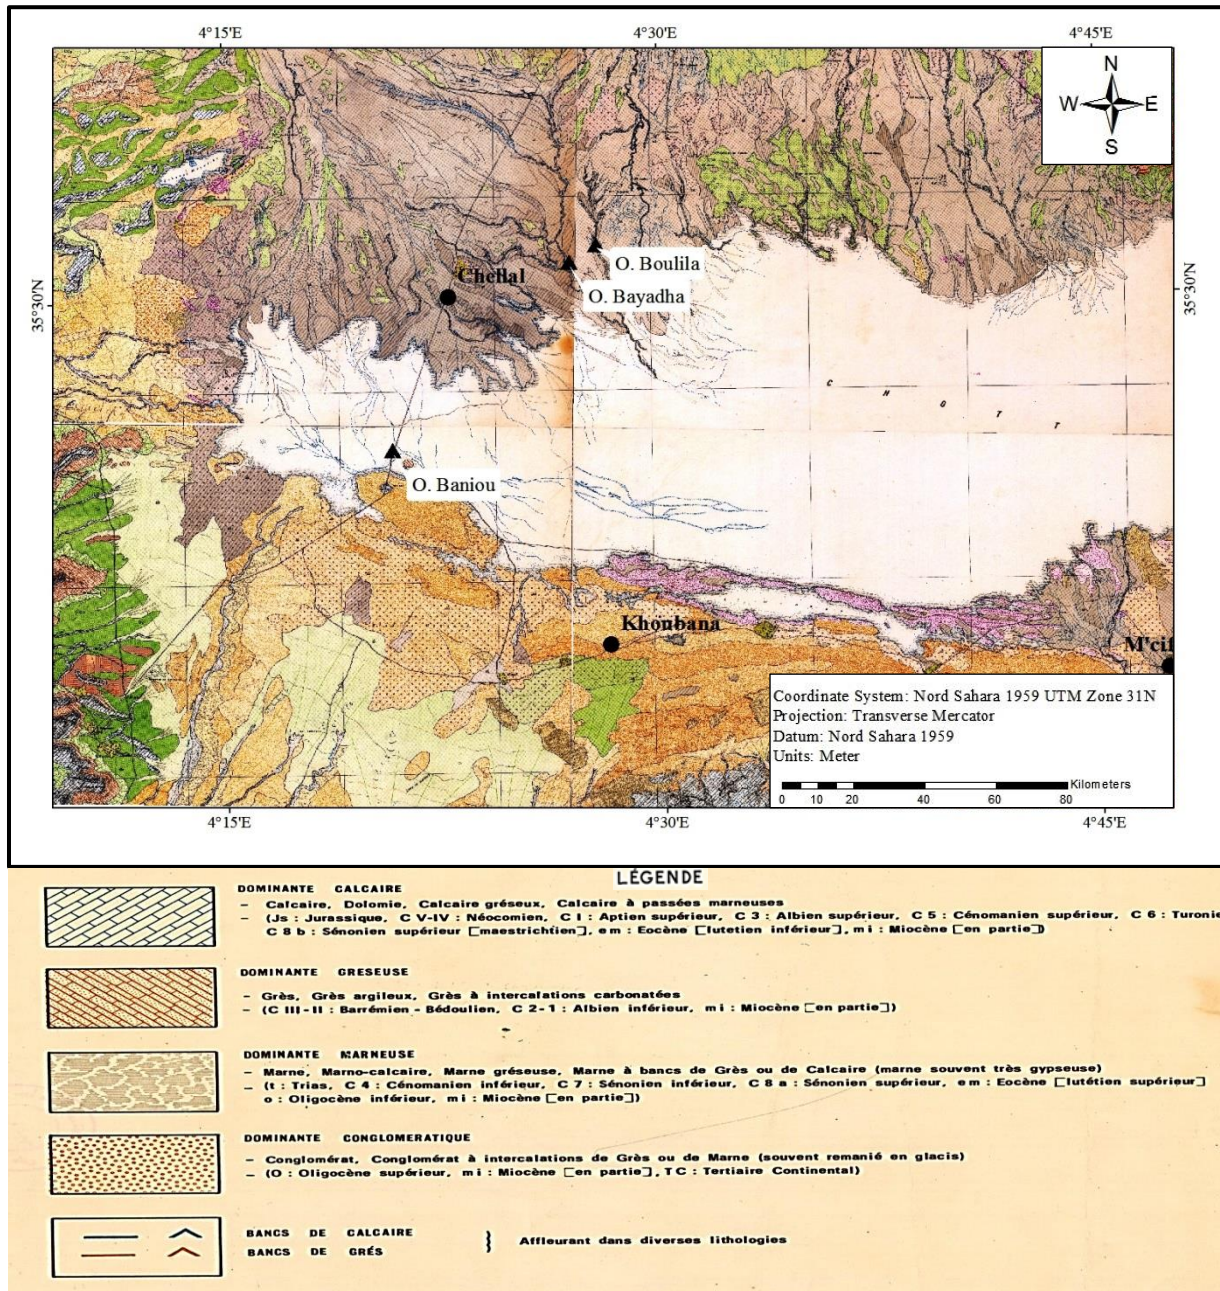 4°15'E
4°30'E
4°45'E
N
W E
S
35°30'N
35°30'N
O. Boulila
Chellal
O. Bayadha
C H O T T
O. Baniou
Khoubana
M'cif
Coordinate System: Nord Sahara 1959 UTM Zone 31N
Projection: Transverse Mercator
Datum: Nord Sahara 1959
Units: Meter
Kilometers
0 5 10 20 40 60 80
4°15'E
4°30'E
4°45'E
LÉGENDE
DOMINANTE CALCAIRE
– Calcaire, Dolomie, Calcaire gréseux, Calcaire à passées marneuses
– (Js : Jurassique, C V-IV : Néocomien, C I : Aptien supérieur, C 3 : Albien supérieur, C 5 : Cénomanien supérieur, C 6 : Turonie
C 8 b : Sénonien supérieur [maestrichtien], em : Eocène [lutetien inférieur], mi : Miocène [en partie])
DOMINANTE GRESEUSE
– Grès, Grès argileux, Grès à intercalations carbonatées
– (C III-II : Barrémien - Bédoulien, C 2-1 : Albien inférieur, mi : Miocène [en partie])
DOMINANTE MARNEUSE
– Marne, Marno-calcaire, Marne gréseuse, Marne à bancs de Grès ou de Calcaire (marne souvent très gypseuse)
– (t : Trias, C 4 : Cénomanien inférieur, C 7 : Sénonien inférieur, C 8 a : Sénonien supérieur, em : Eocène [lutétien supérieur]
o : Oligocène inférieur, mi : Miocène [en partie])
DOMINANTE CONGLOMERATIQUE
– Conglomérat, Conglomérat à intercalations de Grès ou de Marne (souvent remanié en glacis)
– (O : Oligocène supérieur, mi : Miocène [en partie], TC : Tertiaire Continental)
BANCS DE CALCAIRE
BANCS DE GRÉS
Affleurant dans diverses lithologies